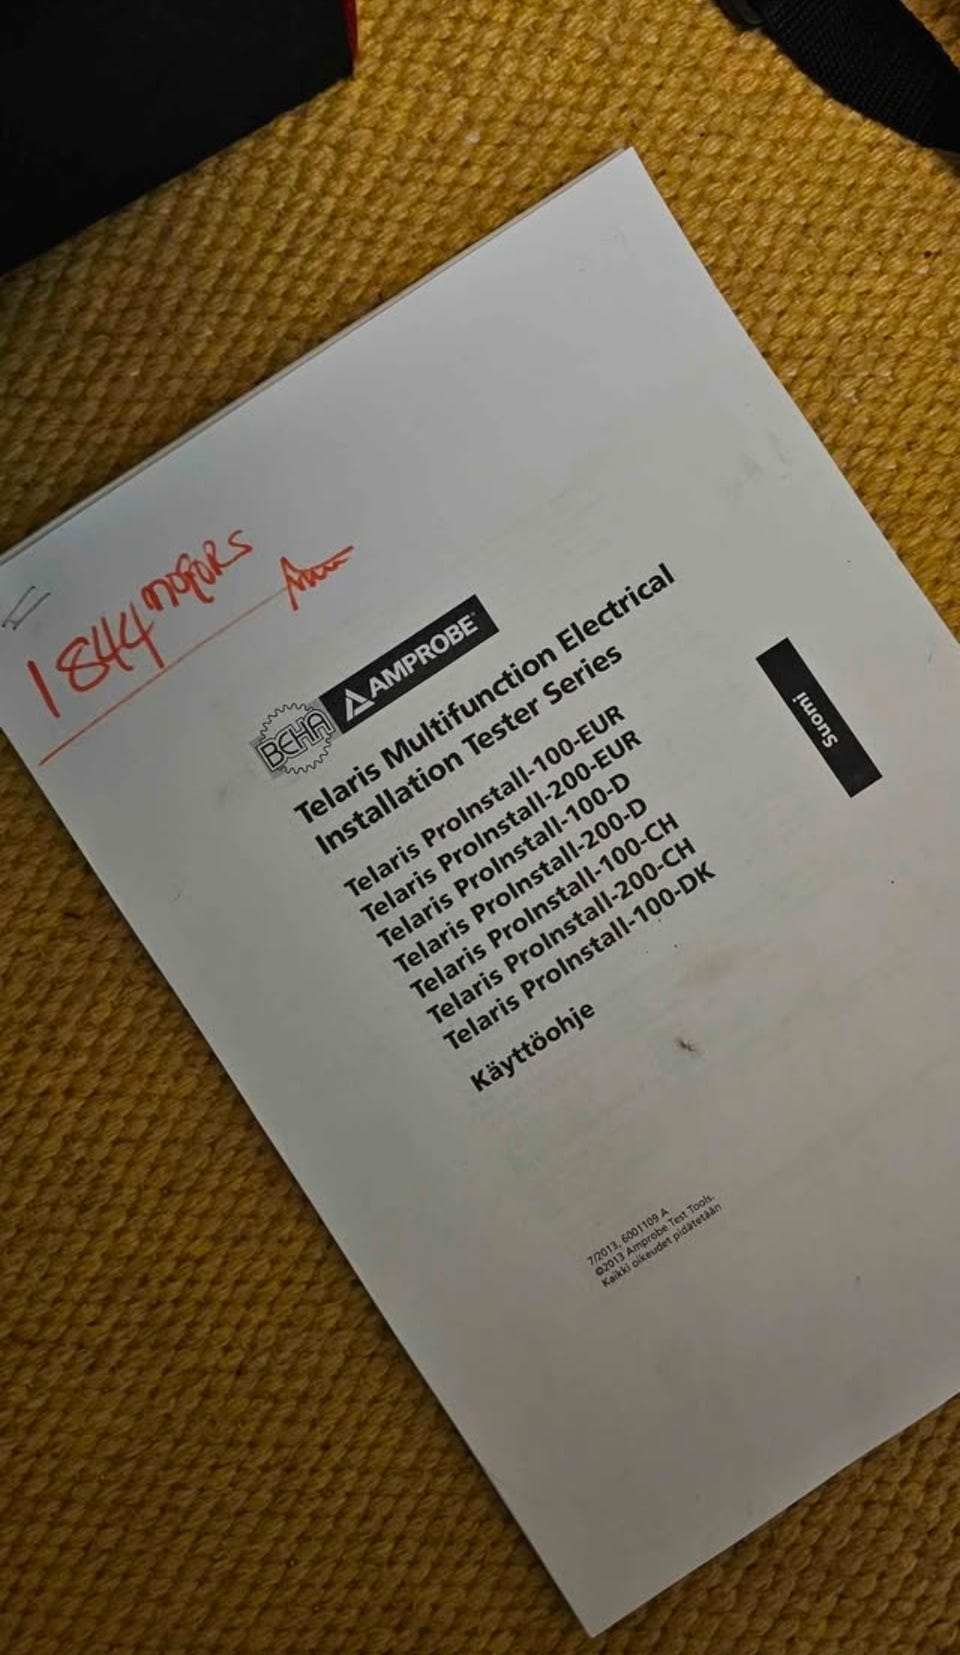 1844 MOTORS
BEHA AMPROBE®
Telaris Multifunction Electrical
Installation Tester Series
Telaris ProInstall-100-EUR
Telaris ProInstall-200-EUR
Telaris ProInstall-100-D
Telaris ProInstall-200-D
Telaris ProInstall-100-CH
Telaris ProInstall-200-CH
Telaris ProInstall-100-DK
Käyttöohje
Suomi
7/2013, 6001109 A
©2013 Amprobe Test Tools.
Kaikki oikeudet pidätetään